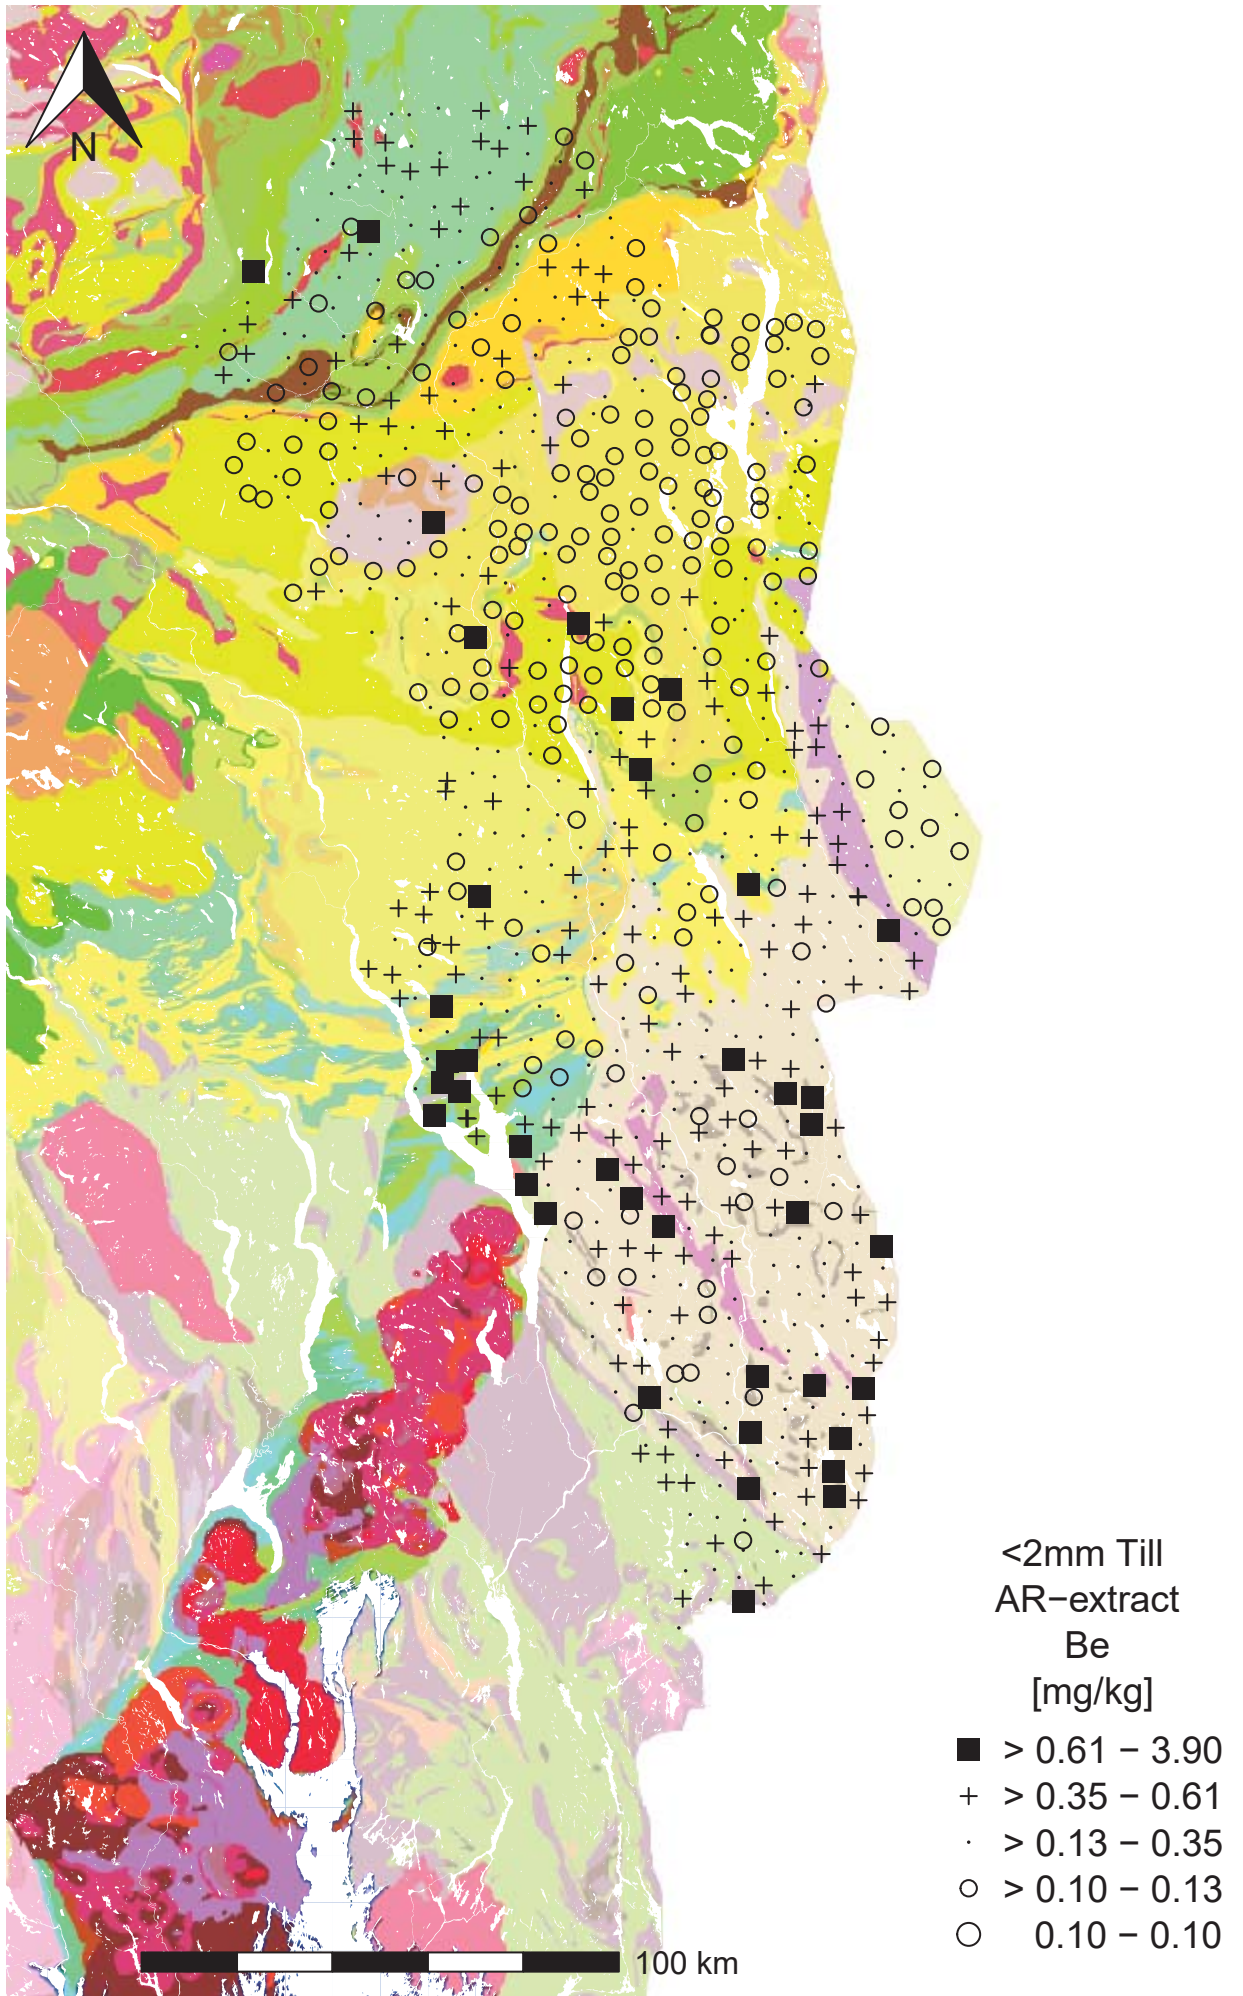 N
<2mm Till
AR−extract
Be
[mg/kg]
> 0.61 − 3.90
> 0.35 − 0.61
> 0.13 − 0.35
> 0.10 − 0.13
0.10 − 0.10
100 km